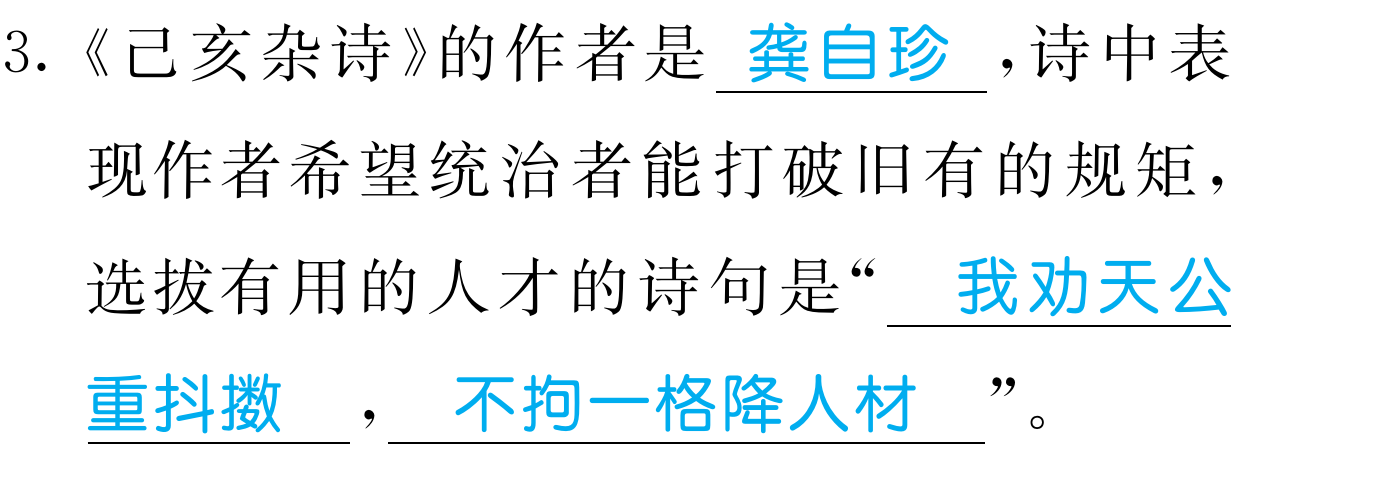 3.《己亥杂诗》的作者是 龚自珍 ,诗中表
现作者希望统治者能打破旧有的规矩,
选拔有用的人才的诗句是“ 我劝天公
重抖擞 , 不拘一格降人材 ”。